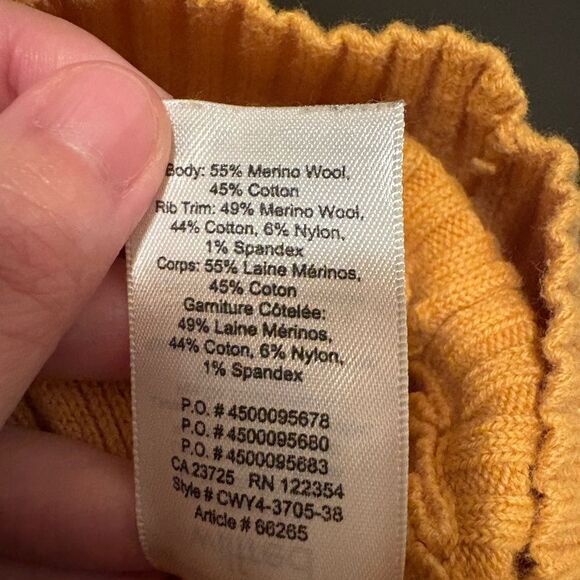 Body: 55% Merino Wool,
45% Cotton
Rib Trim: 49% Merino Wool,
44% Cotton, 6% Nylon,
1% Spandex
Corps: 55% Laine Mérinos,
45% Coton
Garniture Côtelée:
49% Laine Mérinos,
44% Coton, 6% Nylon,
1% Spandex
P.O. # 4500095678
P.O. # 4500095680
P.O. # 4500095683
CA 23725 RN 122354
Style # CWY4-3705-38
Article # 66265